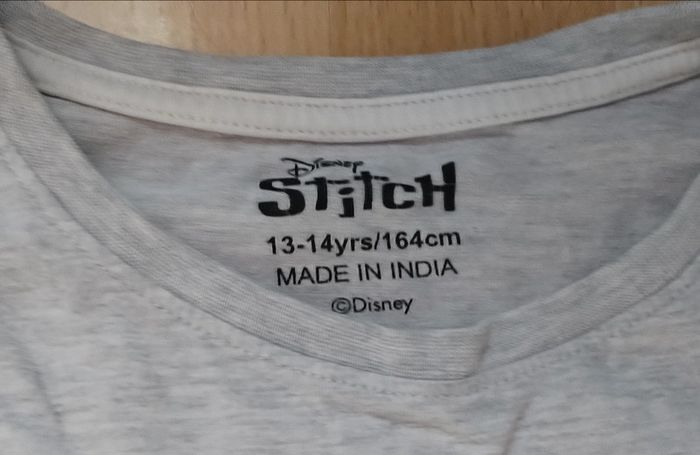 Disney
Stitch
13-14yrs/164cm
MADE IN INDIA
©Disney